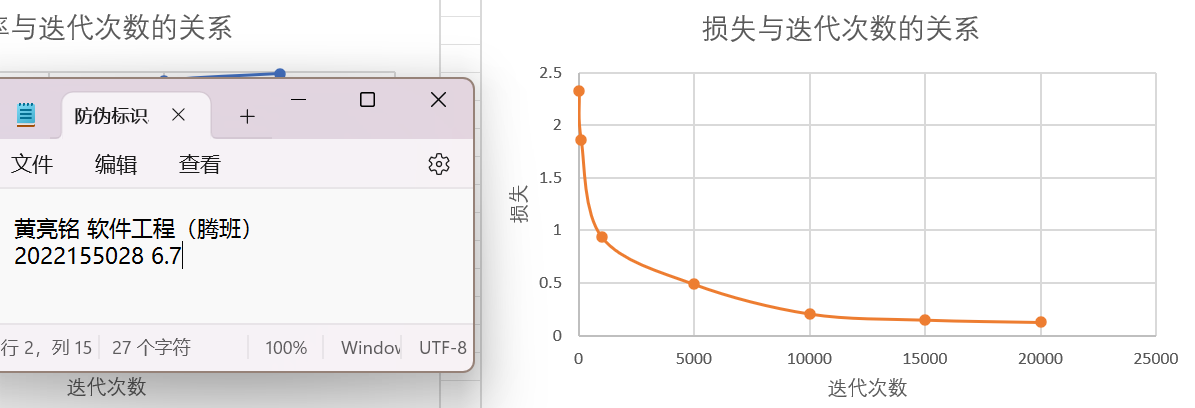 率与迭代次数的关系
防伪标识
文件 编辑 查看
黄亮铭 软件工程（腾班）
2022155028 6.7
行 2，列 15 27 个字符 100% Window UTF-8
迭代次数
损失与迭代次数的关系
2.5
2
1.5
1
0.5
0
损失
0 5000 10000 15000 20000 25000
迭代次数